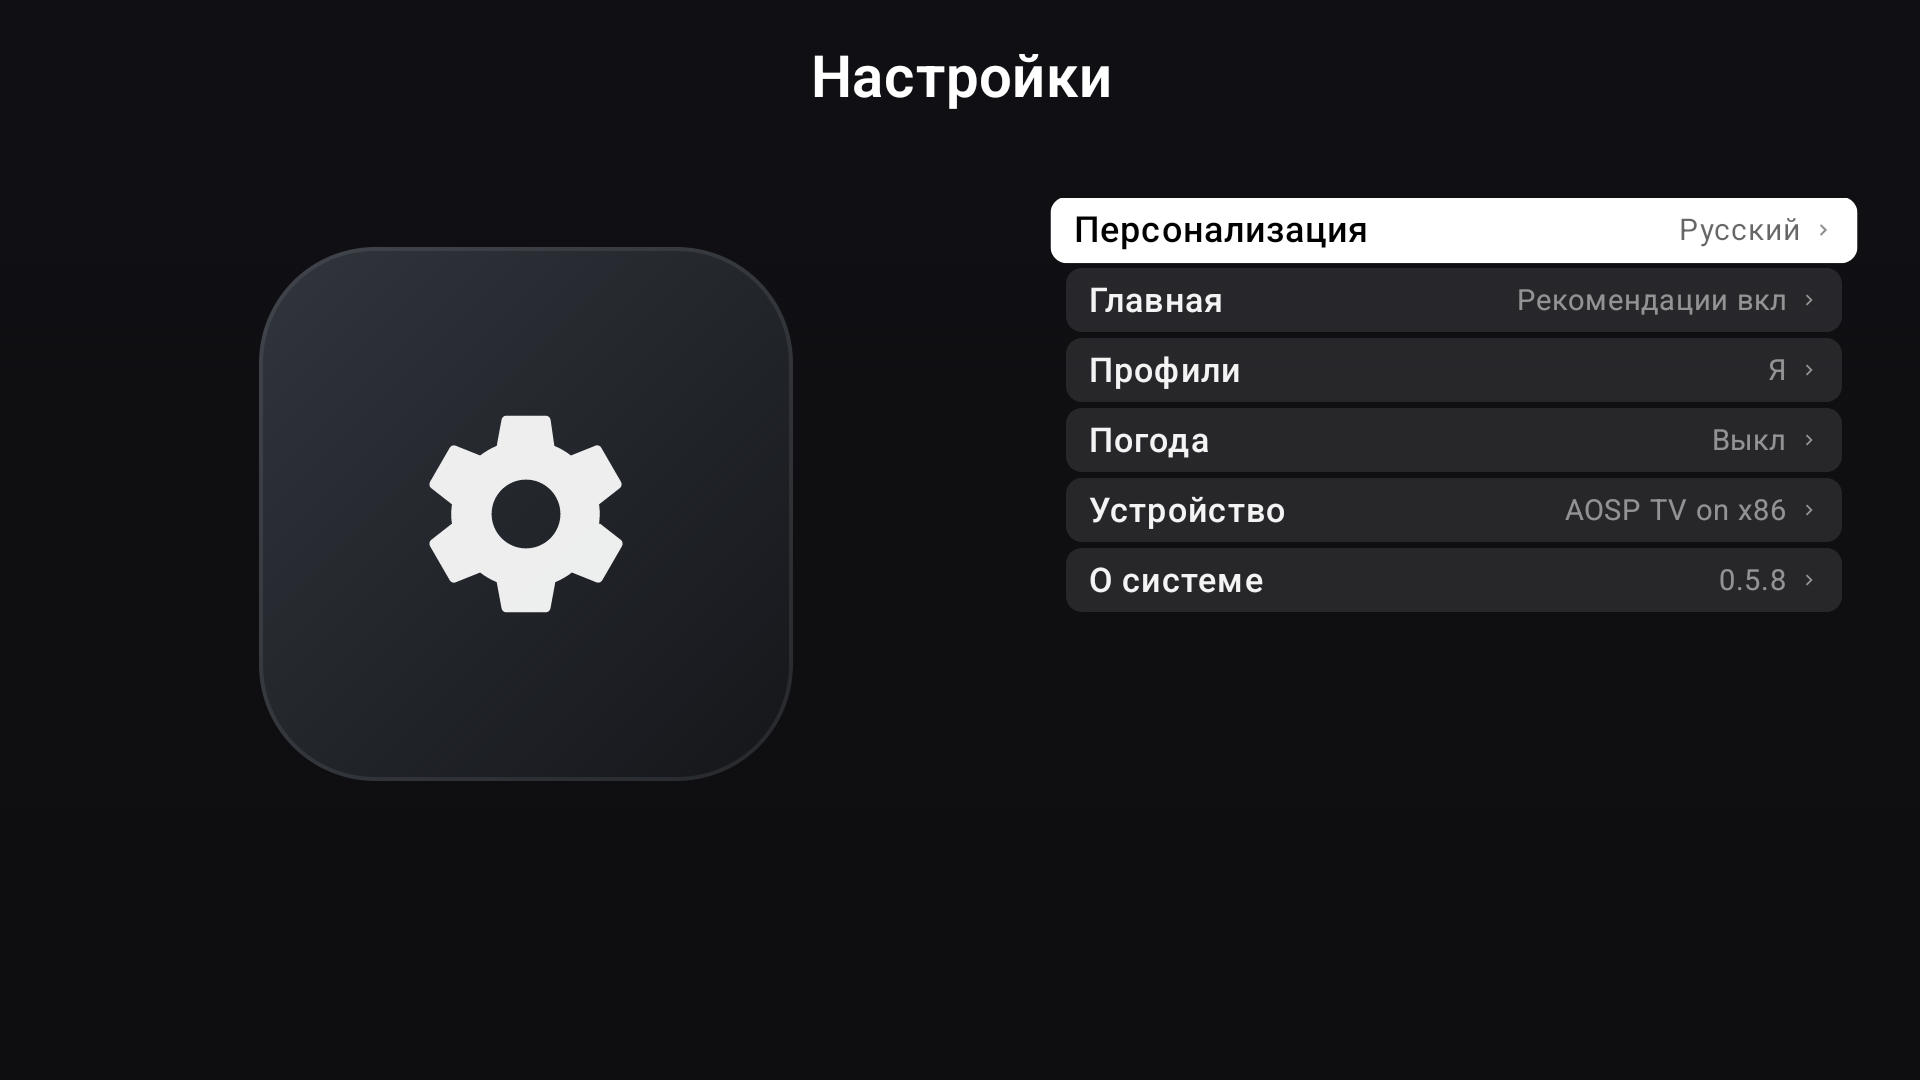 Настройки
Персонализация Русский
Главная Рекомендации вкл
Профили Я
Погода Выкл
Устройство AOSP TV on x86
О системе 0.5.8